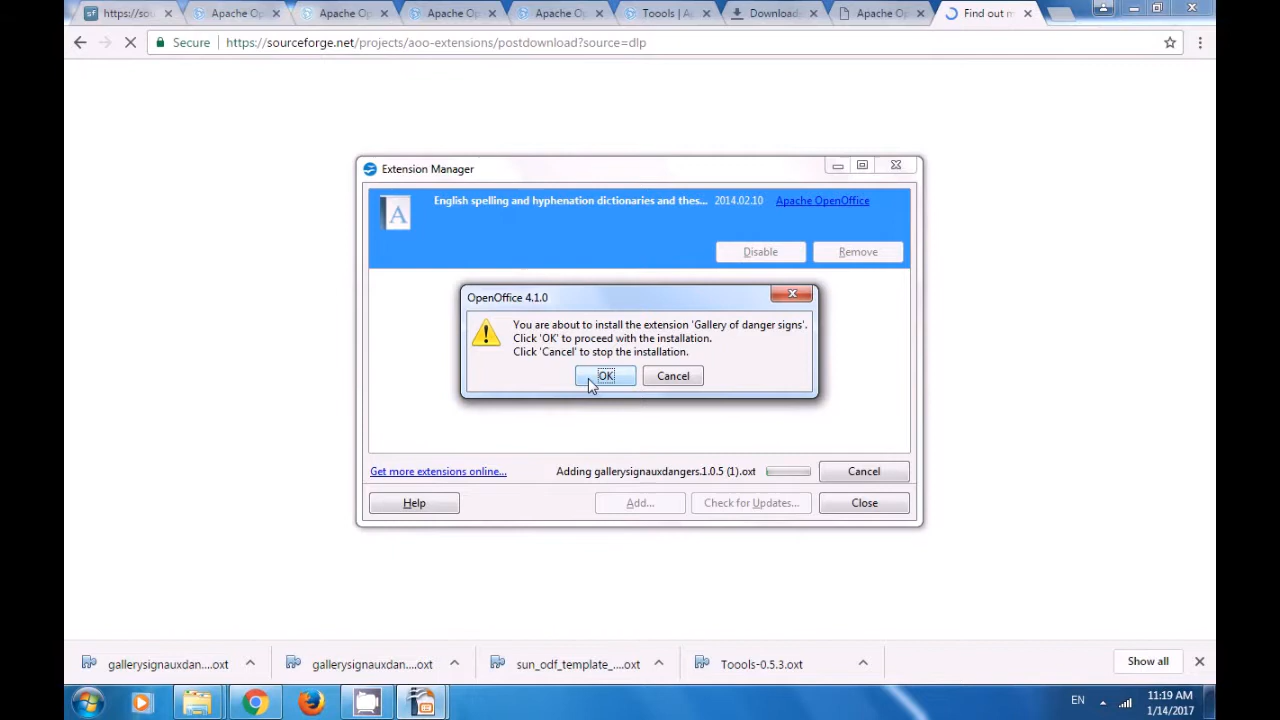 https://sou
Apache Op
Apache Op
Apache Op
Apache Op
Toools | A
Download
Apache Op
Find out m
Secure
https://sourceforge.net/projects/aoo-extensions/postdownload?source=dlp
Extension Manager
English spelling and hyphenation dictionaries and thes... 2014.02.10 Apache OpenOffice
Disable Remove
OpenOffice 4.1.0
You are about to install the extension 'Gallery of danger signs'.
Click 'OK' to proceed with the installation.
Click 'Cancel' to stop the installation.
OK Cancel
Get more extensions online... Adding gallerysignauxdangers.1.0.5 (1).oxt Cancel
Help Add... Check for Updates... Close
gallerysignauxdan....oxt gallerysignauxdan....oxt sun_odf_template_....oxt Toools-0.5.3.oxt Show all
EN 11:19 AM
1/14/2017